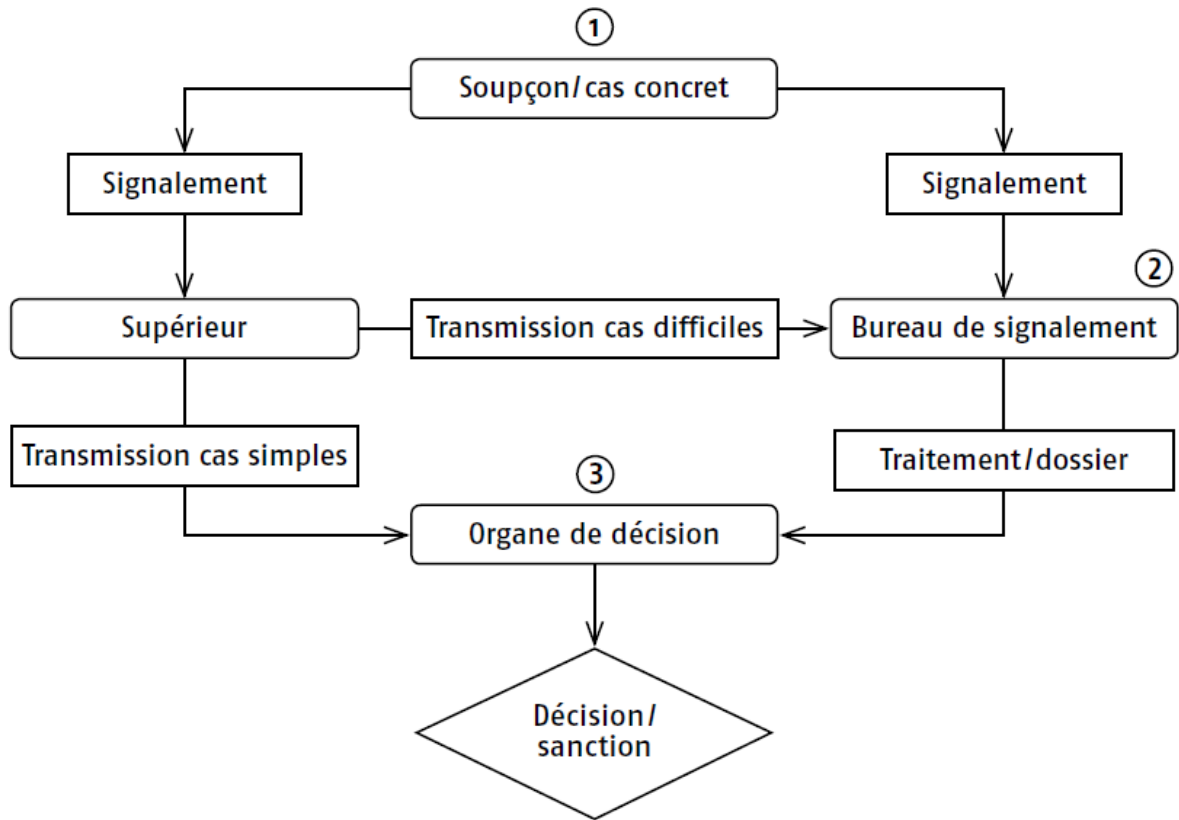 1
Soupçon/cas concret
Signalement
Signalement
2
Supérieur
Transmission cas difficiles
Bureau de signalement
Transmission cas simples
Traitement/dossier
3
Organe de décision
Décision/
sanction